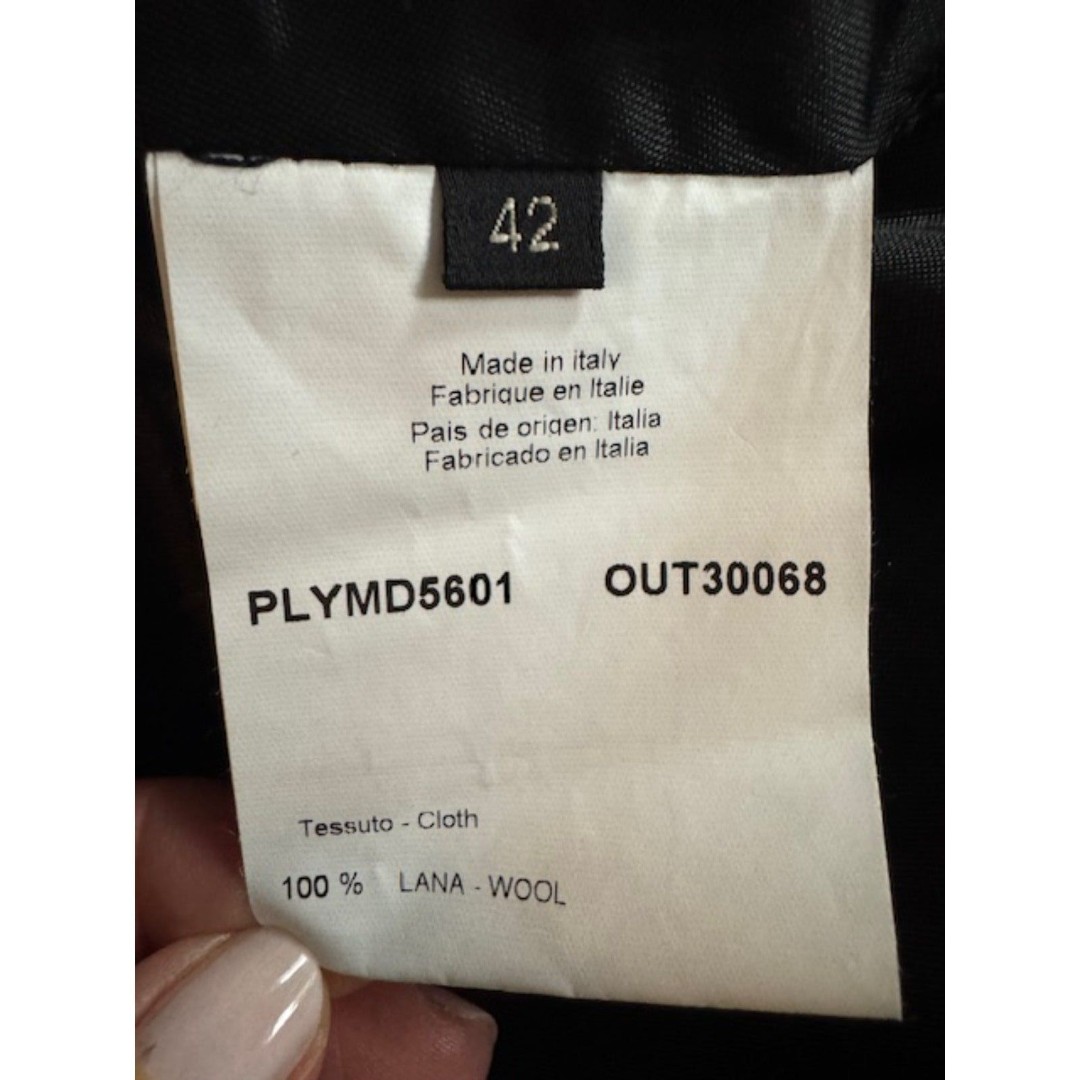 42
Made in italy
Fabrique en Italie
Pais de origen: Italia
Fabricado en Italia
PLYMD5601 OUT30068
Tessuto - Cloth
100 % LANA - WOOL